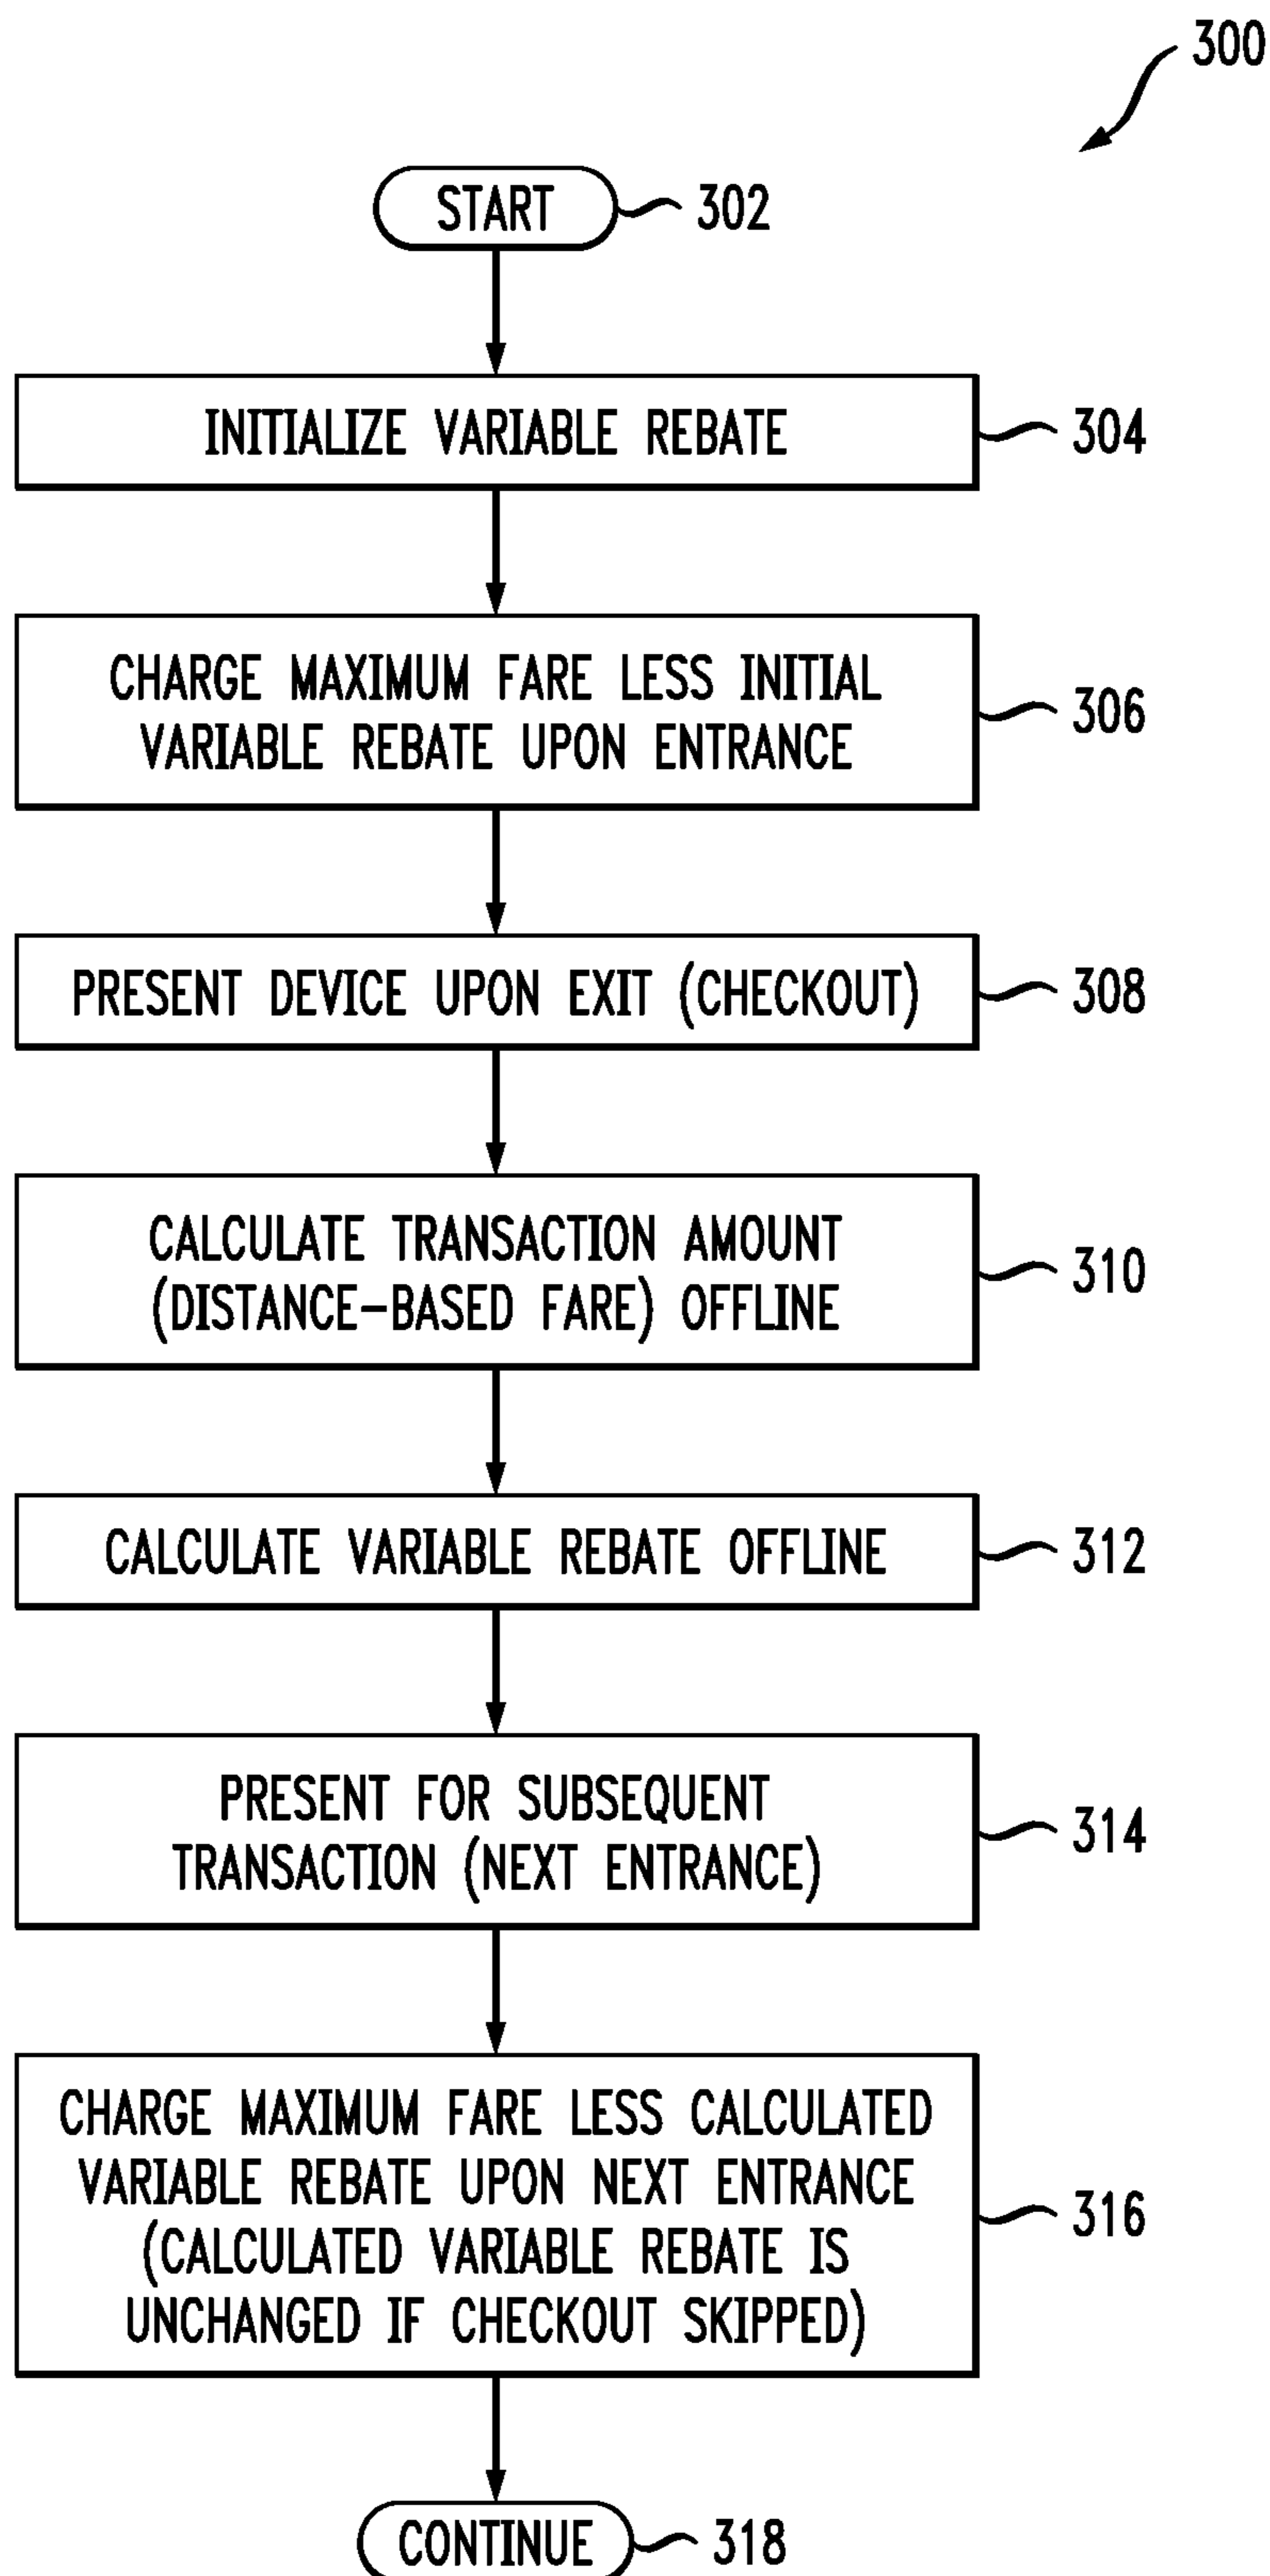 300
START
302
INITIALIZE VARIABLE REBATE
304
CHARGE MAXIMUM FARE LESS INITIAL
VARIABLE REBATE UPON ENTRANCE
306
PRESENT DEVICE UPON EXIT (CHECKOUT)
308
CALCULATE TRANSACTION AMOUNT
(DISTANCE-BASED FARE) OFFLINE
310
CALCULATE VARIABLE REBATE OFFLINE
312
PRESENT FOR SUBSEQUENT
TRANSACTION (NEXT ENTRANCE)
314
CHARGE MAXIMUM FARE LESS CALCULATED
VARIABLE REBATE UPON NEXT ENTRANCE
(CALCULATED VARIABLE REBATE IS
UNCHANGED IF CHECKOUT SKIPPED)
316
CONTINUE
318